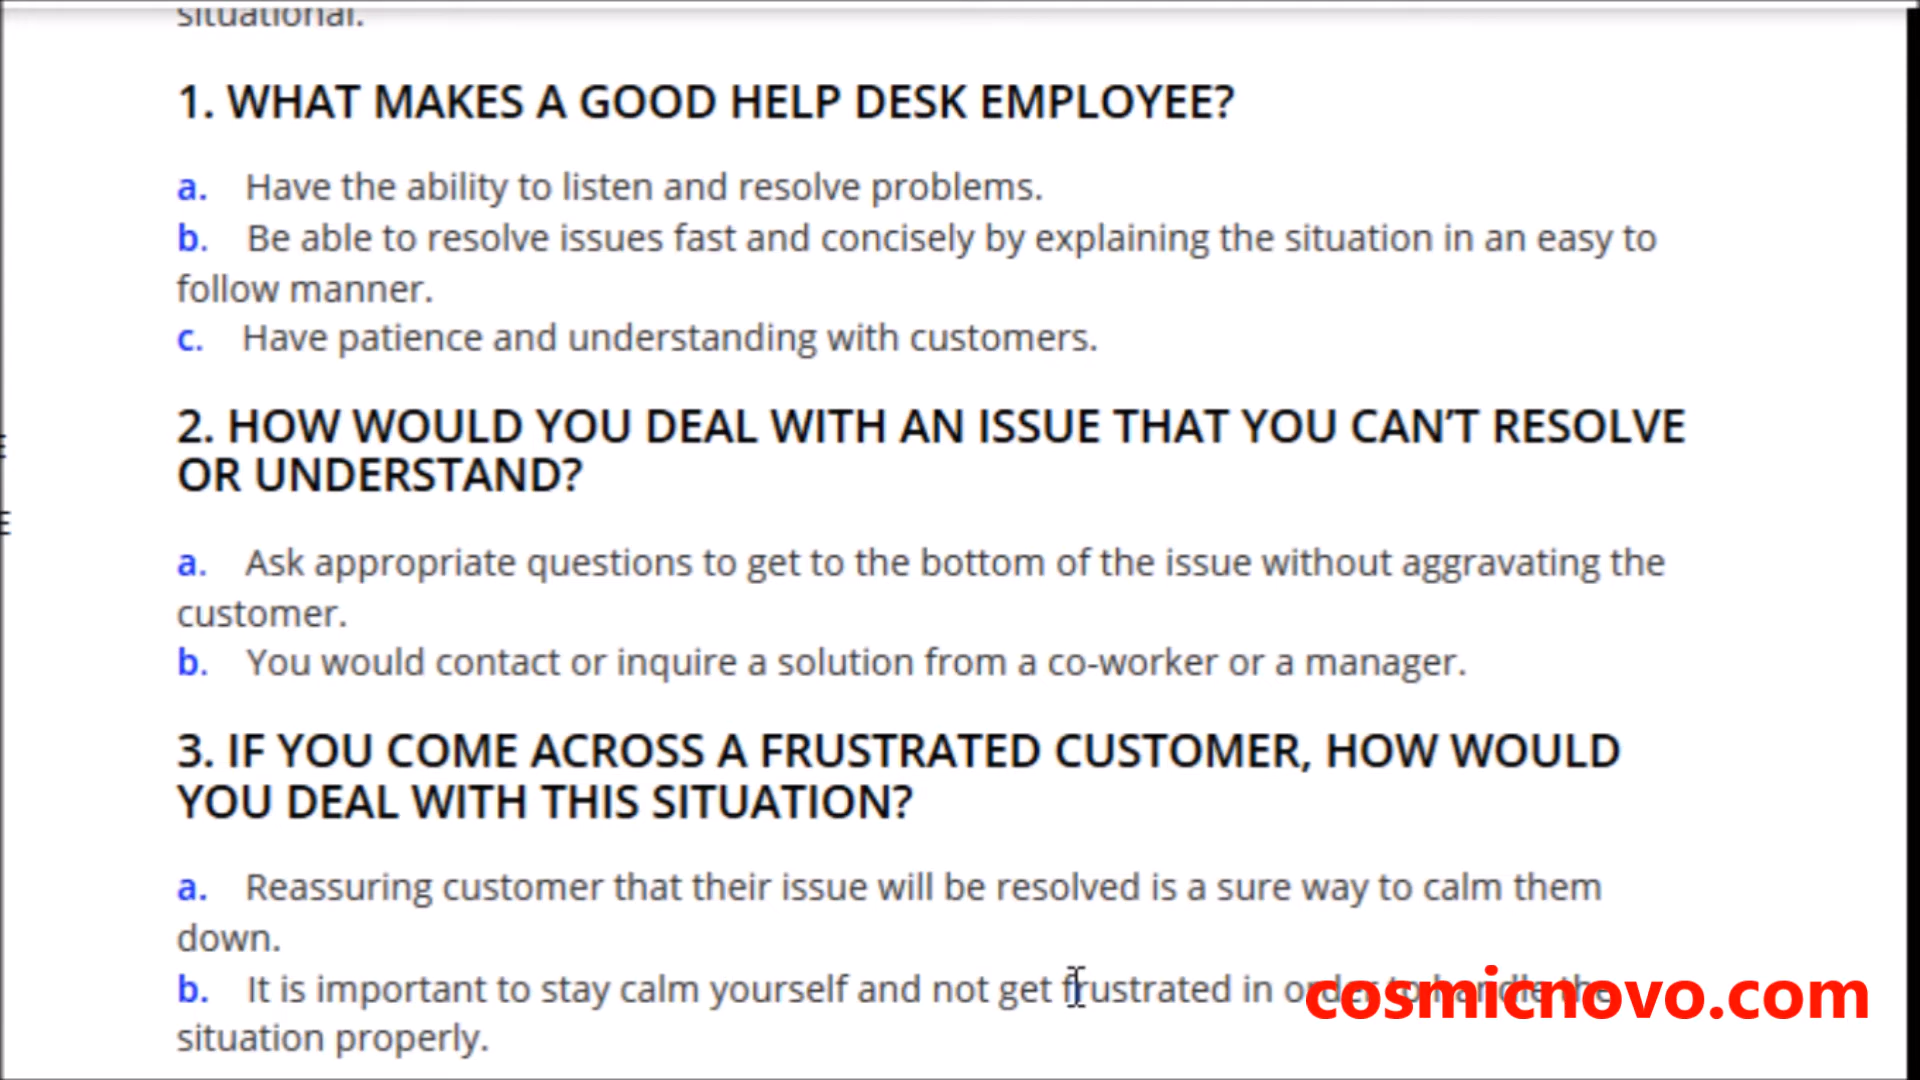 situational.
1. WHAT MAKES A GOOD HELP DESK EMPLOYEE?
a. Have the ability to listen and resolve problems.
b. Be able to resolve issues fast and concisely by explaining the situation in an easy to
follow manner.
c. Have patience and understanding with customers.
2. HOW WOULD YOU DEAL WITH AN ISSUE THAT YOU CAN’T RESOLVE
OR UNDERSTAND?
a. Ask appropriate questions to get to the bottom of the issue without aggravating the
customer.
b. You would contact or inquire a solution from a co-worker or a manager.
3. IF YOU COME ACROSS A FRUSTRATED CUSTOMER, HOW WOULD
YOU DEAL WITH THIS SITUATION?
a. Reassuring customer that their issue will be resolved is a sure way to calm them
down.
b. It is important to stay calm yourself and not get frustrated in order to handle the
situation properly.
cosmicnovo.com